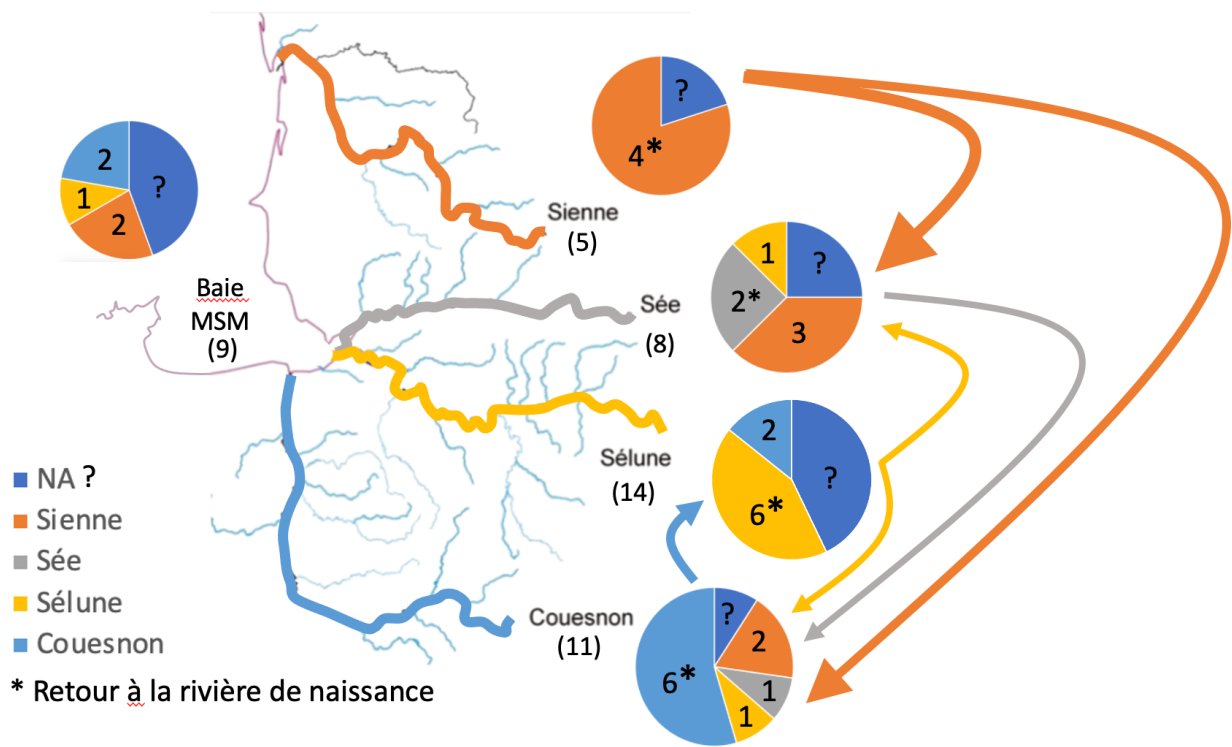 ?
4*
2
?
1
2
Sienne
(5)
1
?
2*
3
Baie
MSM
(9)
Sée
(8)
2
?
6*
Sélune
(14)
NA ?
Sienne
Sée
Sélune
Couesnon
Couesnon
(11)
?
2
6*
1
1
* Retour à la rivière de naissance